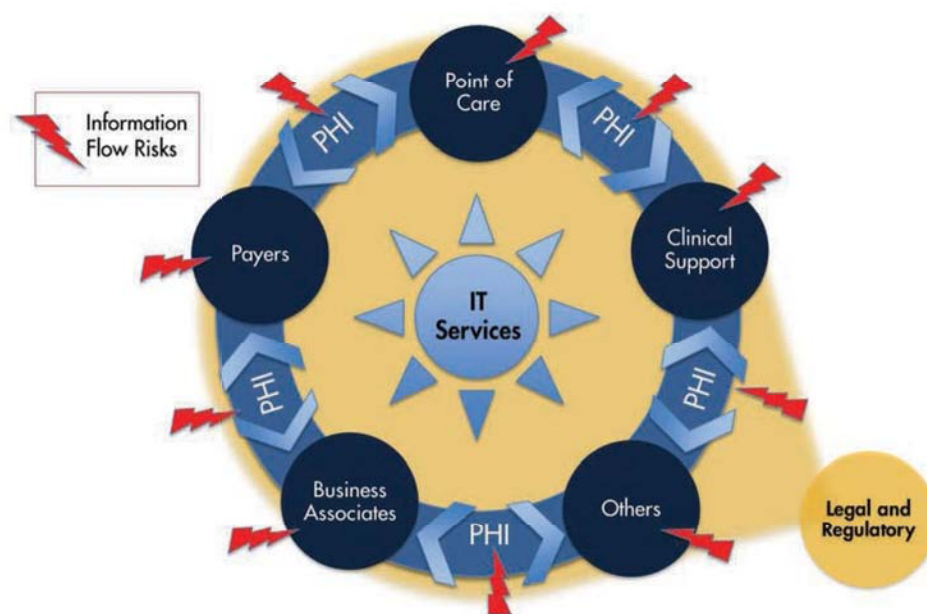 Information
Flow Risks
Point of
Care
PHI
PHI
Payers
Clinical
Support
IT
Services
PHI
PHI
Business
Associates
PHI
Others
Legal and
Regulatory